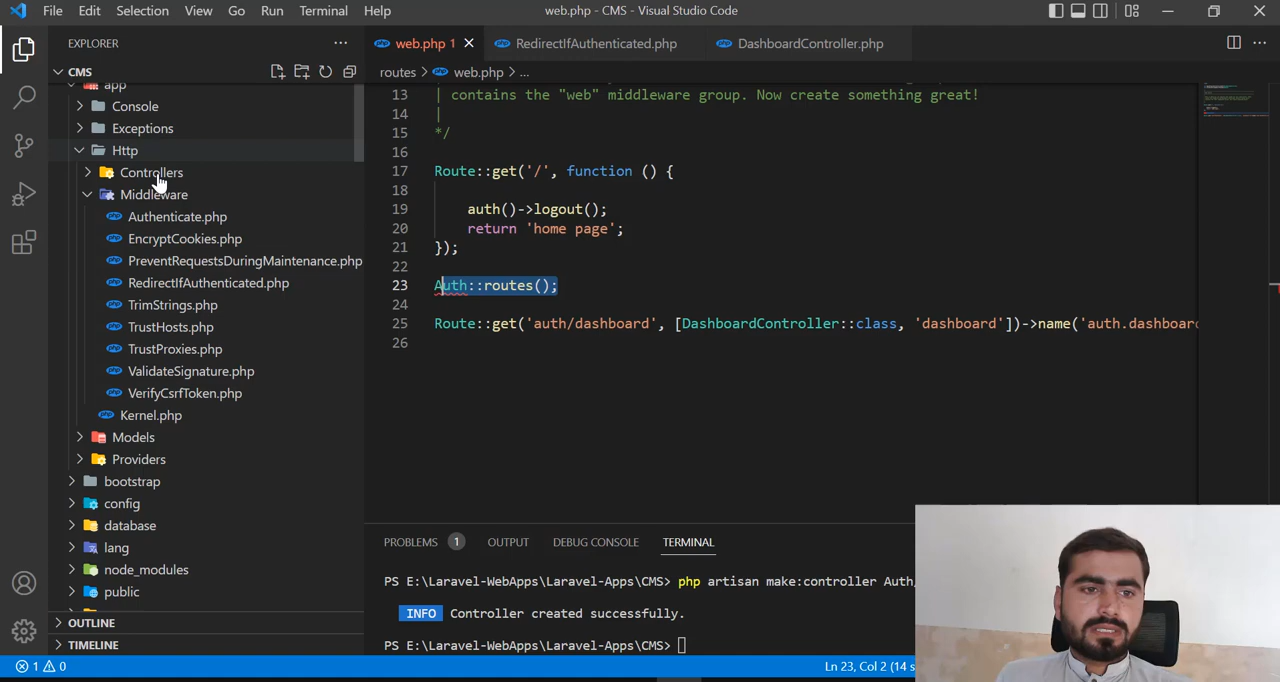 File Edit Selection View Go Run Terminal Help
web.php - CMS - Visual Studio Code
EXPLORER
web.php 1
RedirectIfAuthenticated.php
DashboardController.php
CMS
routes > web.php > ...
app
Console
Exceptions
Http
Controllers
Middleware
Authenticate.php
EncryptCookies.php
PreventRequestsDuringMaintenance.php
RedirectIfAuthenticated.php
TrimStrings.php
TrustHosts.php
TrustProxies.php
ValidateSignature.php
VerifyCsrfToken.php
Kernel.php
Models
Providers
bootstrap
config
database
lang
node_modules
public
OUTLINE
TIMELINE
13 | contains the "web" middleware group. Now create something great!
14 |
15 */
16
17 Route::get('/', function () {
18
19 auth()->logout();
20 return 'home page';
21 });
22
23 Auth::routes();
24
25 Route::get('auth/dashboard', [DashboardController::class, 'dashboard'])->name('auth.dashboard
26
PROBLEMS 1 OUTPUT DEBUG CONSOLE TERMINAL
PS E:\Laravel-WebApps\Laravel-Apps\CMS> php artisan make:controller Auth
INFO Controller created successfully.
PS E:\Laravel-WebApps\Laravel-Apps\CMS>
1 0
Ln 23, Col 2 (14 s